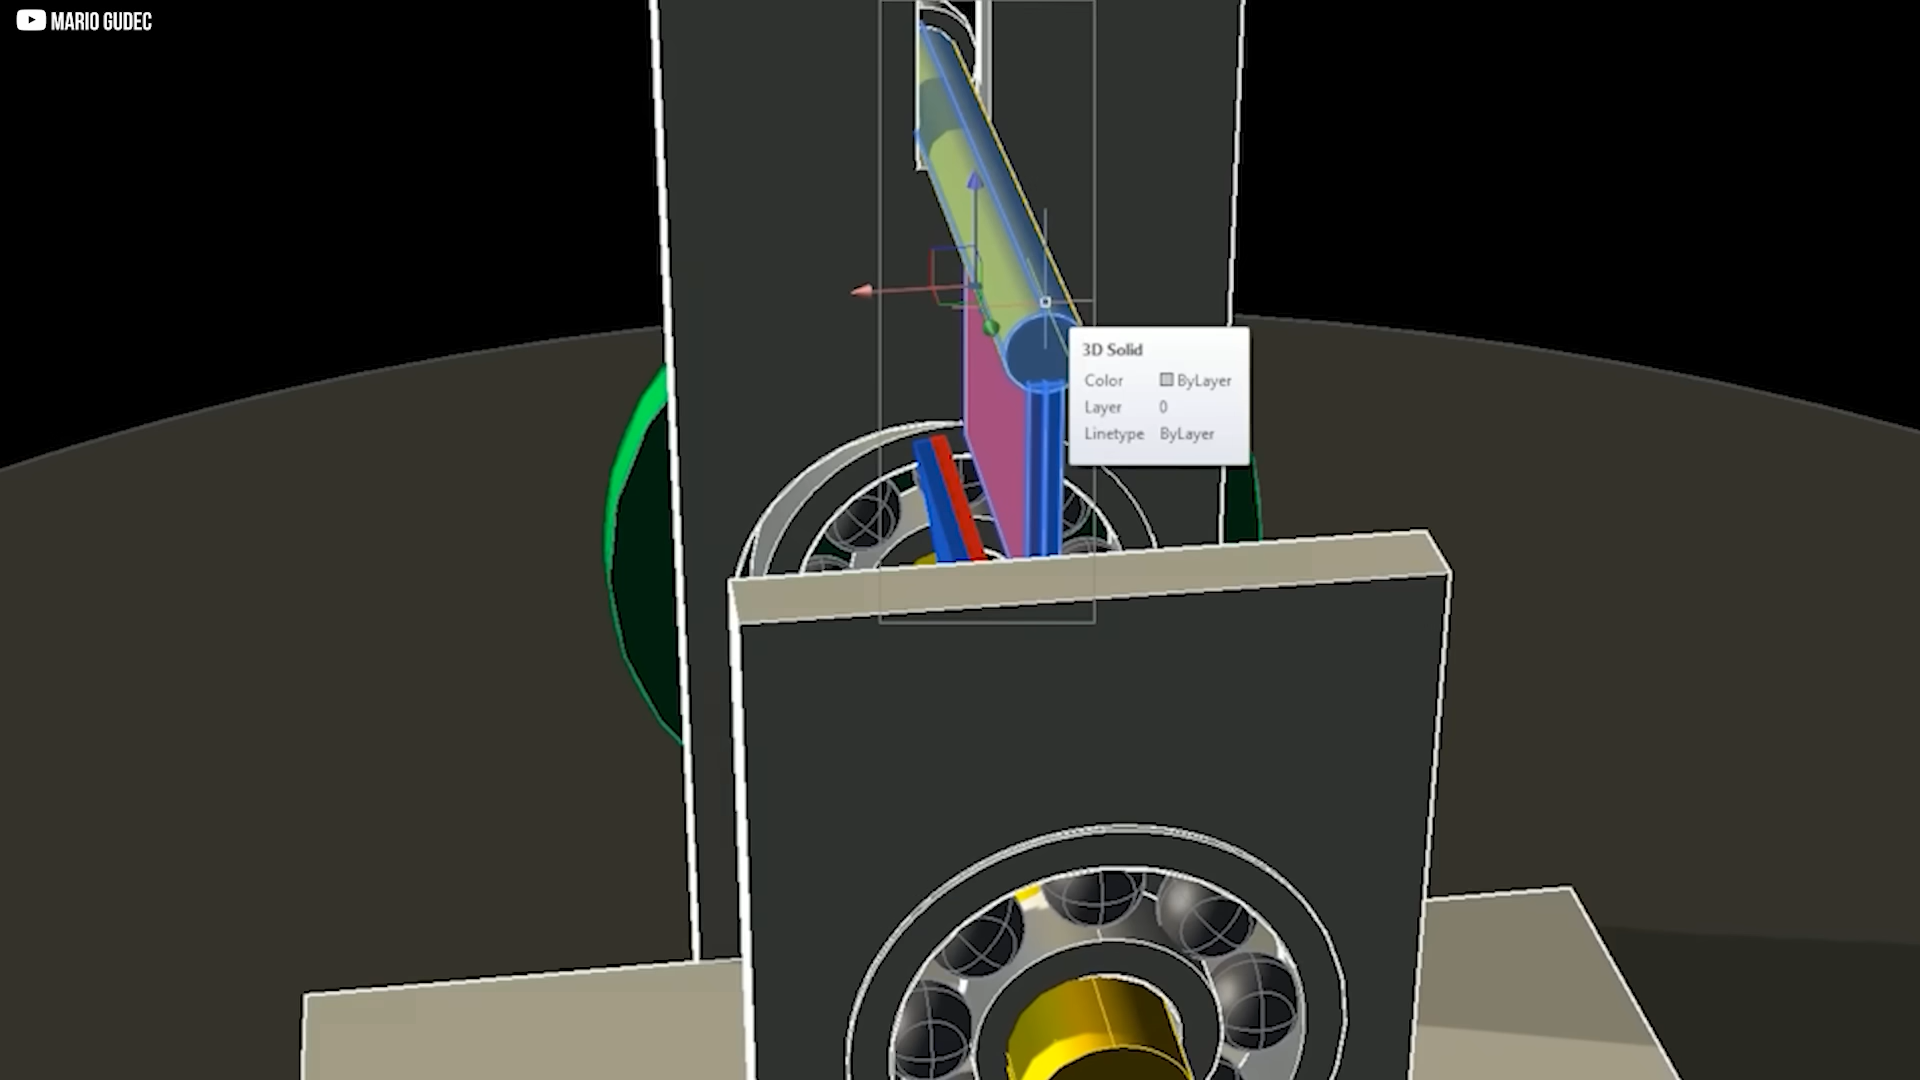 MARIO GUDEC
3D Solid
Color ByLayer
Layer 0
Linetype ByLayer